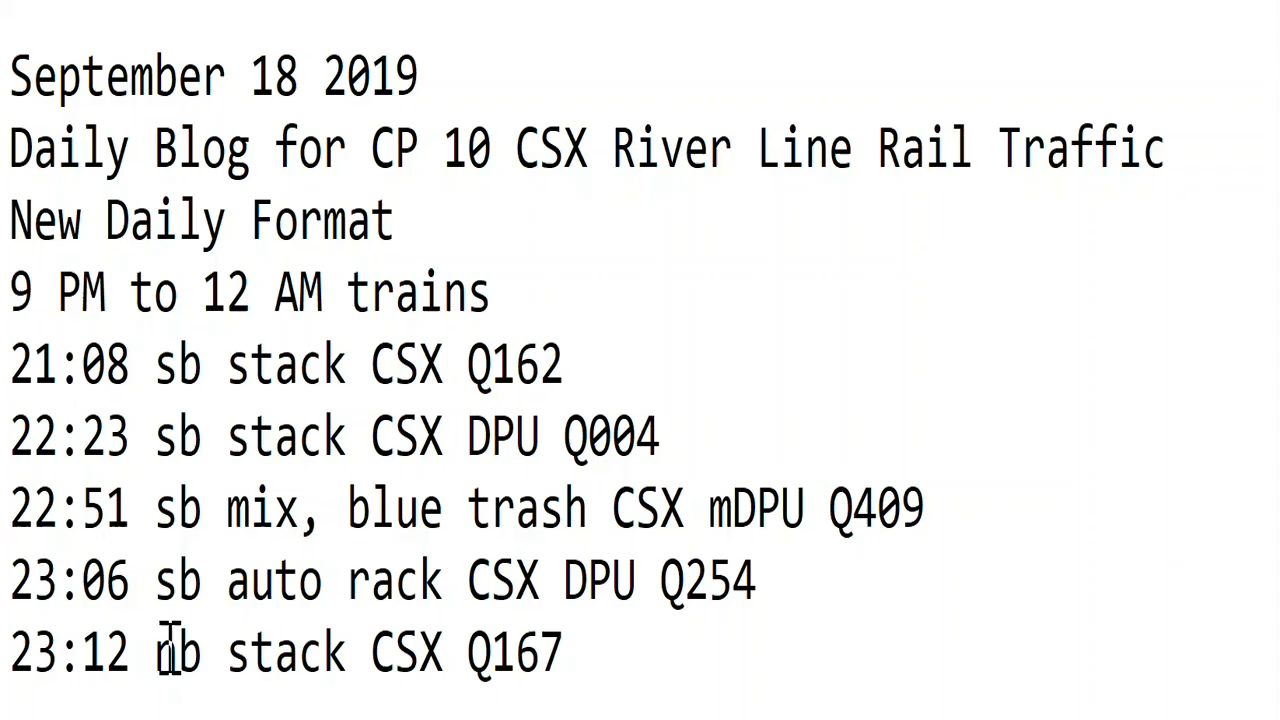 September 18 2019
Daily Blog for CP 10 CSX River Line Rail Traffic
New Daily Format
9 PM to 12 AM trains
21:08 sb stack CSX Q162
22:23 sb stack CSX DPU Q004
22:51 sb mix, blue trash CSX mDPU Q409
23:06 sb auto rack CSX DPU Q254
23:12 nb stack CSX Q167